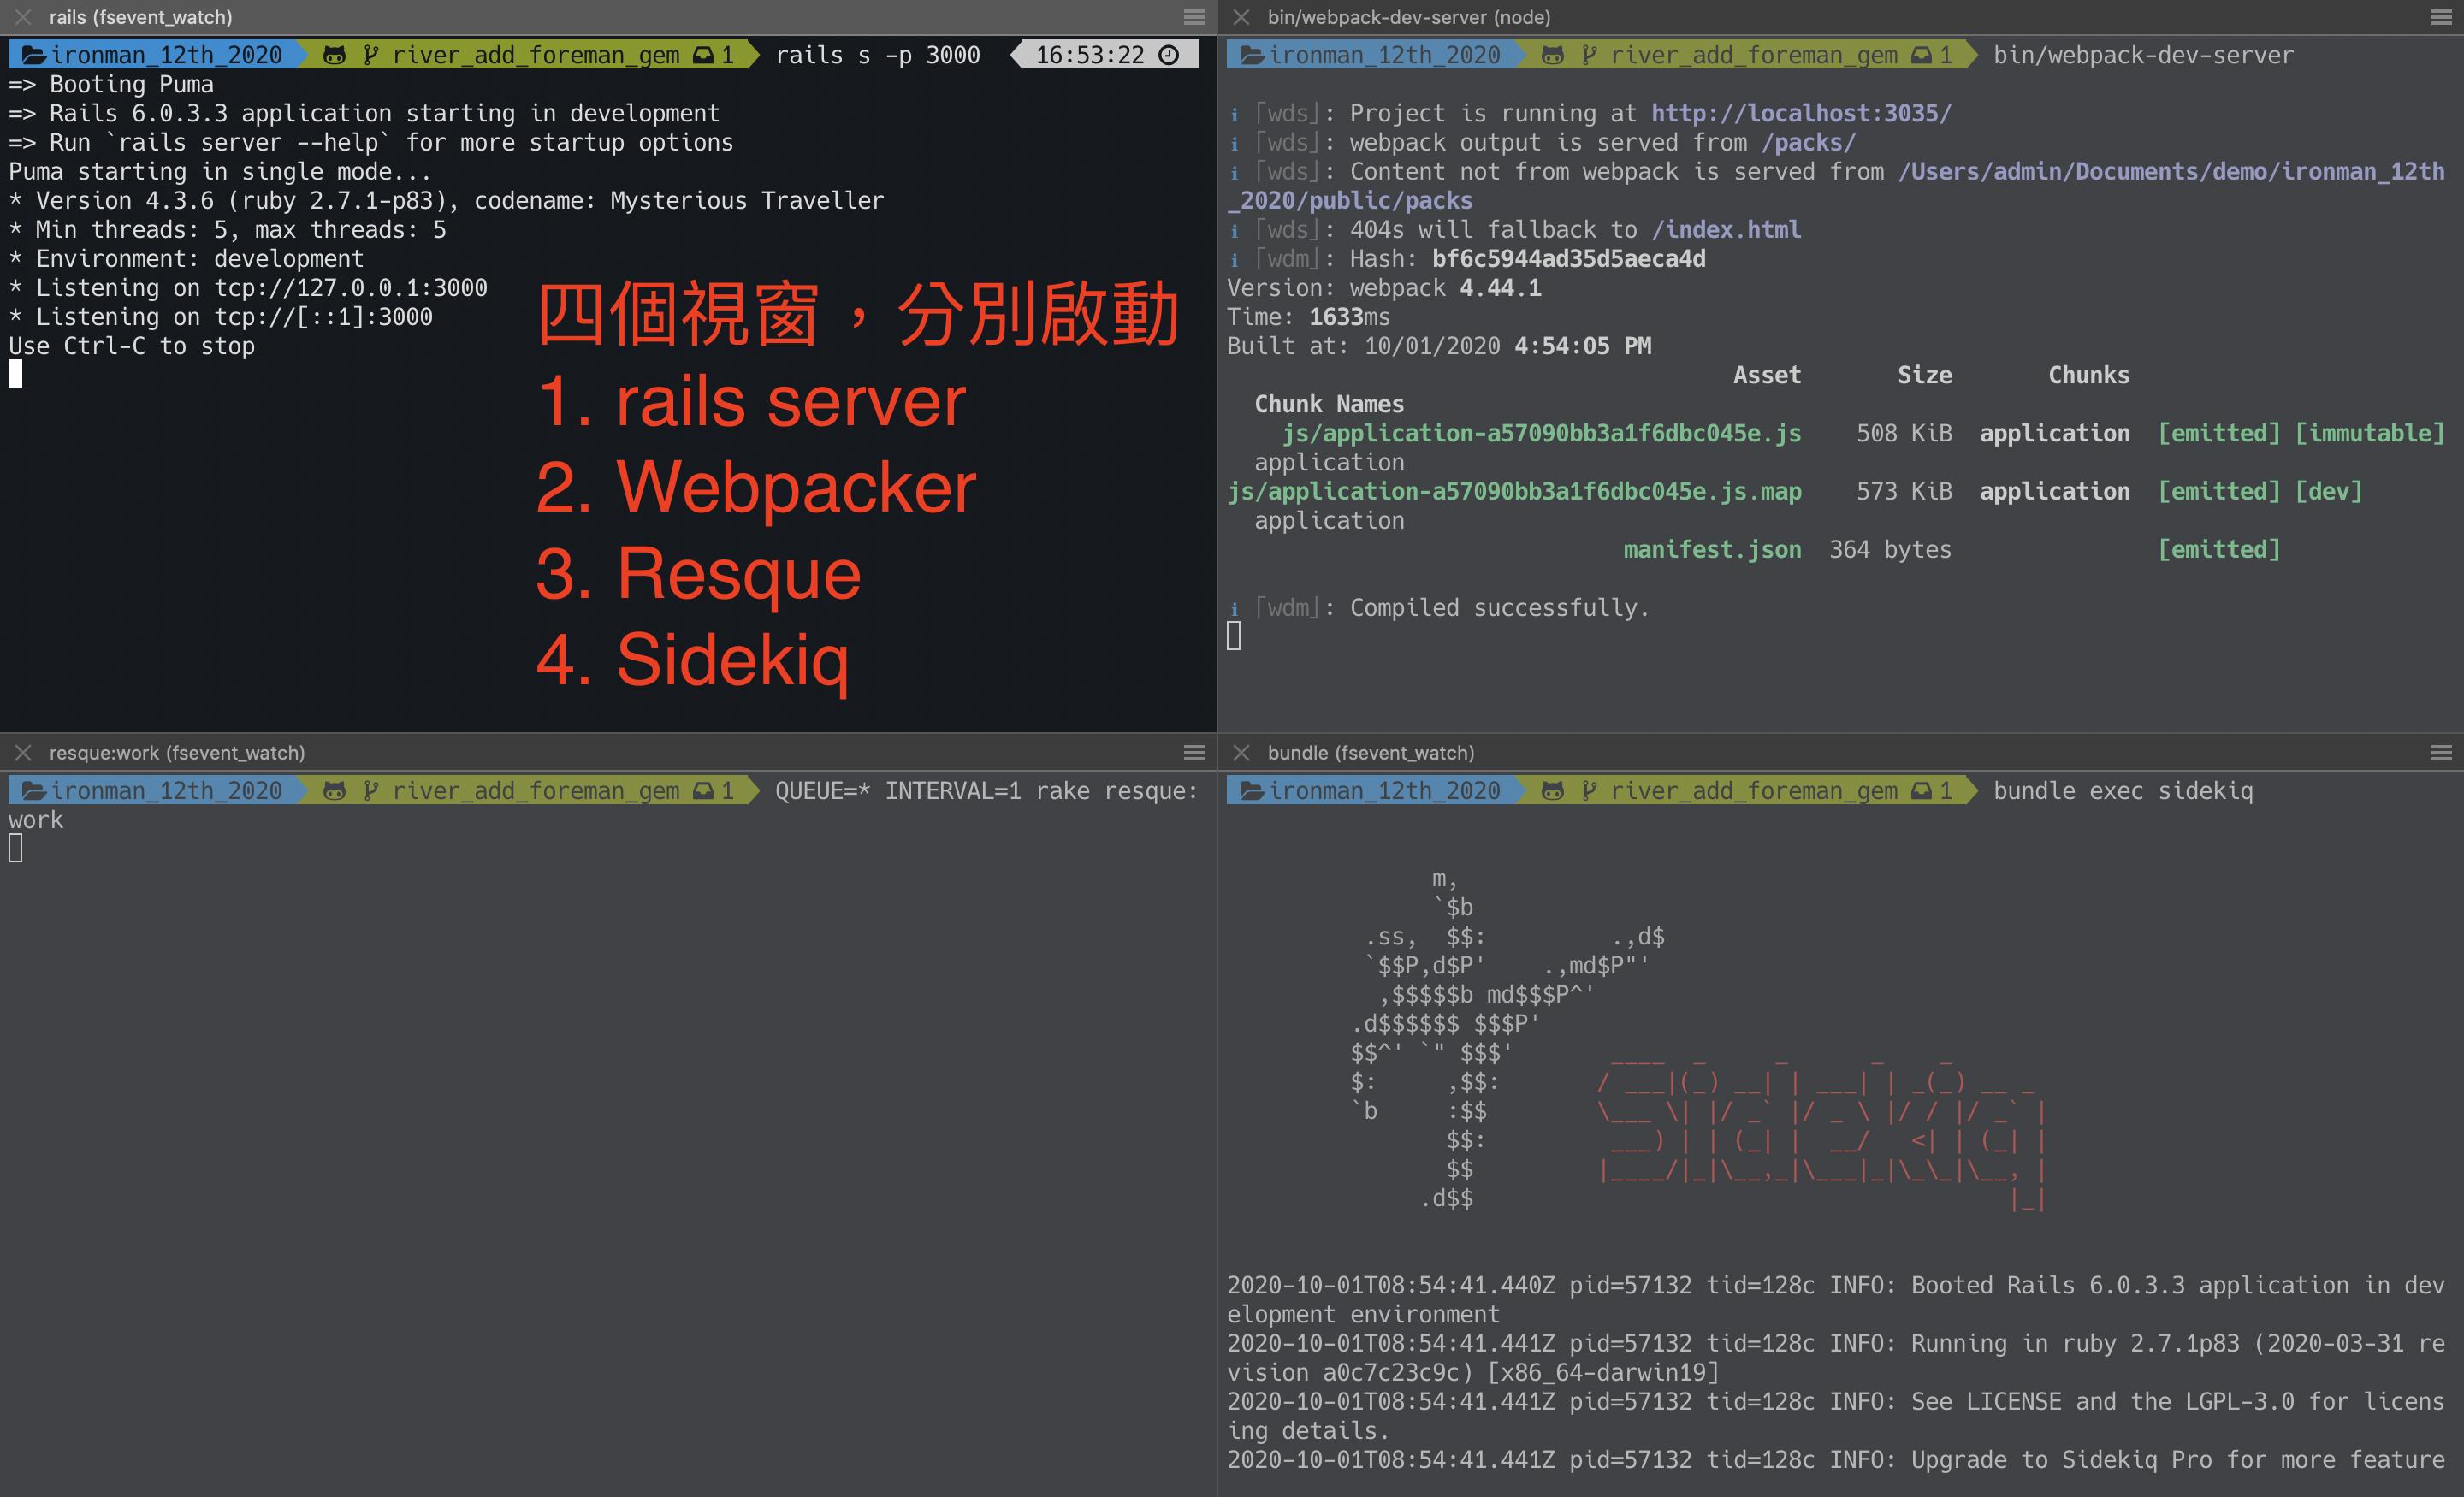 rails (fsevent_watch)
ironman_12th_2020 river_add_foreman_gem 1 rails s -p 3000 16:53:22
=> Booting Puma
=> Rails 6.0.3.3 application starting in development
=> Run `rails server --help` for more startup options
Puma starting in single mode...
* Version 4.3.6 (ruby 2.7.1-p83), codename: Mysterious Traveller
* Min threads: 5, max threads: 5
* Environment: development
* Listening on tcp://127.0.0.1:3000
* Listening on tcp://[::1]:3000
Use Ctrl-C to stop
四個視窗，分別啟動
1. rails server
2. Webpacker
3. Resque
4. Sidekiq
bin/webpack-dev-server (node)
ironman_12th_2020 river_add_foreman_gem 1 bin/webpack-dev-server
ℹ ｢wds｣: Project is running at http://localhost:3035/
ℹ ｢wds｣: webpack output is served from /packs/
ℹ ｢wds｣: Content not from webpack is served from /Users/admin/Documents/demo/ironman_12th
_2020/public/packs
ℹ ｢wds｣: 404s will fallback to /index.html
ℹ ｢wdm｣: Hash: bf6c5944ad35d5aeca4d
Version: webpack 4.44.1
Time: 1633ms
Built at: 10/01/2020 4:54:05 PM
Asset Size Chunks
Chunk Names
js/application-a57090bb3a1f6dbc045e.js 508 KiB application [emitted] [immutable]
application
js/application-a57090bb3a1f6dbc045e.js.map 573 KiB application [emitted] [dev]
application
manifest.json 364 bytes [emitted]
ℹ ｢wdm｣: Compiled successfully.
resque:work (fsevent_watch)
ironman_12th_2020 river_add_foreman_gem 1 QUEUE=* INTERVAL=1 rake resque:
work
bundle (fsevent_watch)
ironman_12th_2020 river_add_foreman_gem 1 bundle exec sidekiq
m,
`$b
.ss, $$: .,d$
`$$P,d$P' .,md$P"'
,$$$$$b md$$$P^'
.d$$$$$$ $$$P'
$$^' `" $$$'
$: ,$$:
`b :$$
$$:
$$
.d$$
Sidekiq
2020-10-01T08:54:41.440Z pid=57132 tid=128c INFO: Booted Rails 6.0.3.3 application in dev
elopment environment
2020-10-01T08:54:41.441Z pid=57132 tid=128c INFO: Running in ruby 2.7.1p83 (2020-03-31 re
vision a0c7c23c9c) [x86_64-darwin19]
2020-10-01T08:54:41.441Z pid=57132 tid=128c INFO: See LICENSE and the LGPL-3.0 for licens
ing details.
2020-10-01T08:54:41.441Z pid=57132 tid=128c INFO: Upgrade to Sidekiq Pro for more feature